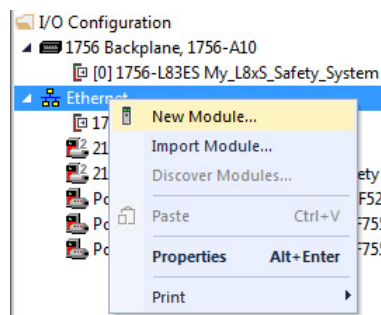 I/O Configuration
1756 Backplane, 1756-A10
[0] 1756-L83ES My_L8xS_Safety_System
Ethernet
New Module...
Import Module...
Discover Modules...
Paste Ctrl+V
Properties Alt+Enter
Print